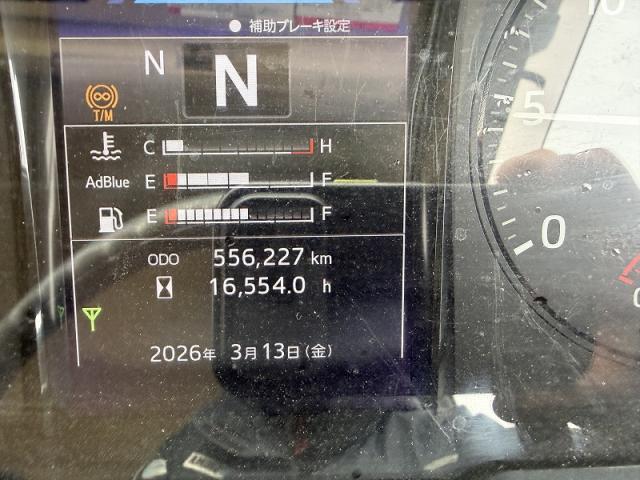 ● 補助ブレーキ設定
N N
T/M
C H
AdBlue E F
E F
ODO 556,227 km
16,554.0 h
2026年 3月13日(金)
10
5
0